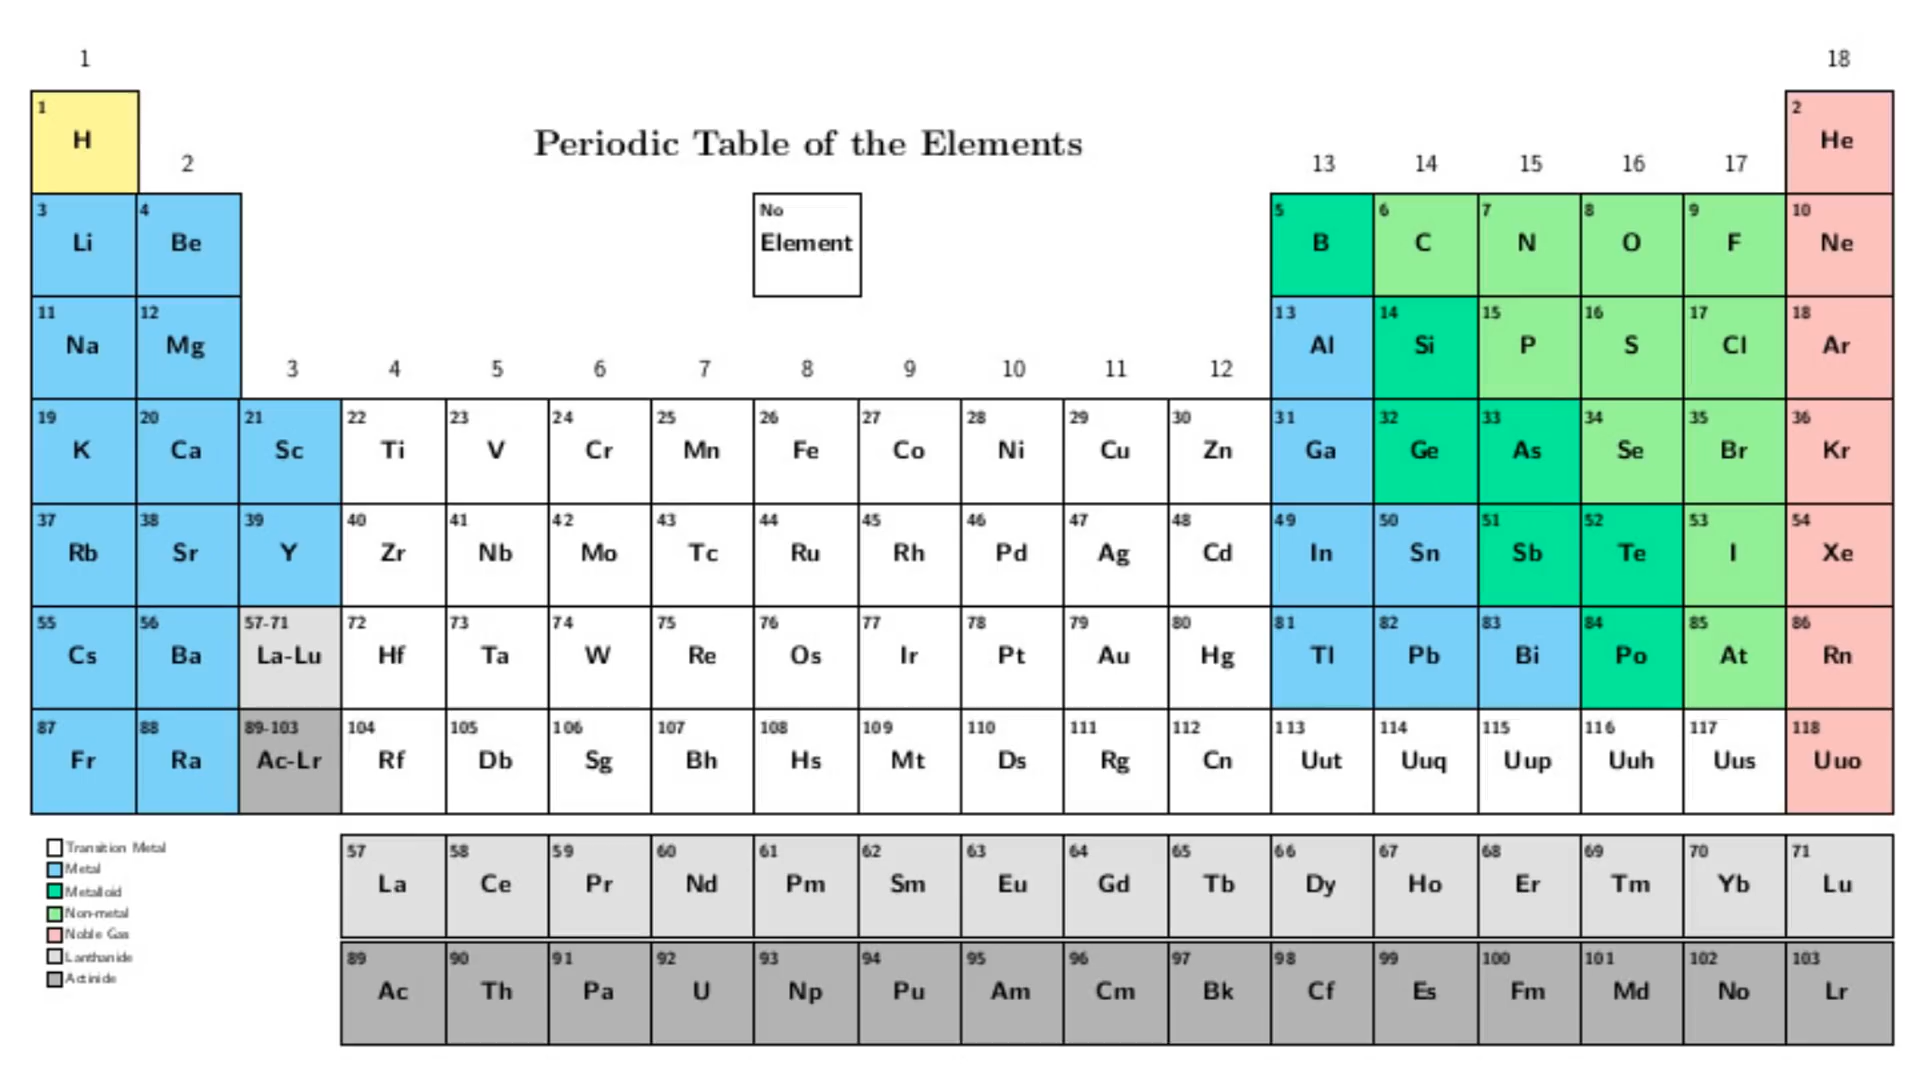 1 18
1 2
H He
2 Periodic Table of the Elements 13 14 15 16 17
3 4 No 5 6 7 8 9 10
Li Be Element B C N O F Ne
11 12 13 14 15 16 17 18
Na Mg Al Si P S Cl Ar
3 4 5 6 7 8 9 10 11 12
19 20 21 22 23 24 25 26 27 28 29 30 31 32 33 34 35 36
K Ca Sc Ti V Cr Mn Fe Co Ni Cu Zn Ga Ge As Se Br Kr
37 38 39 40 41 42 43 44 45 46 47 48 49 50 51 52 53 54
Rb Sr Y Zr Nb Mo Tc Ru Rh Pd Ag Cd In Sn Sb Te I Xe
55 56 57-71 72 73 74 75 76 77 78 79 80 81 82 83 84 85 86
Cs Ba La-Lu Hf Ta W Re Os Ir Pt Au Hg Tl Pb Bi Po At Rn
87 88 89-103 104 105 106 107 108 109 110 111 112 113 114 115 116 117 118
Fr Ra Ac-Lr Rf Db Sg Bh Hs Mt Ds Rg Cn Uut Uuq Uup Uuh Uus Uuo
Transition Metal
Metal
Metalloid
Non-metal
Noble Gas
Lanthanide
Actinide
57 58 59 60 61 62 63 64 65 66 67 68 69 70 71
La Ce Pr Nd Pm Sm Eu Gd Tb Dy Ho Er Tm Yb Lu
89 90 91 92 93 94 95 96 97 98 99 100 101 102 103
Ac Th Pa U Np Pu Am Cm Bk Cf Es Fm Md No Lr